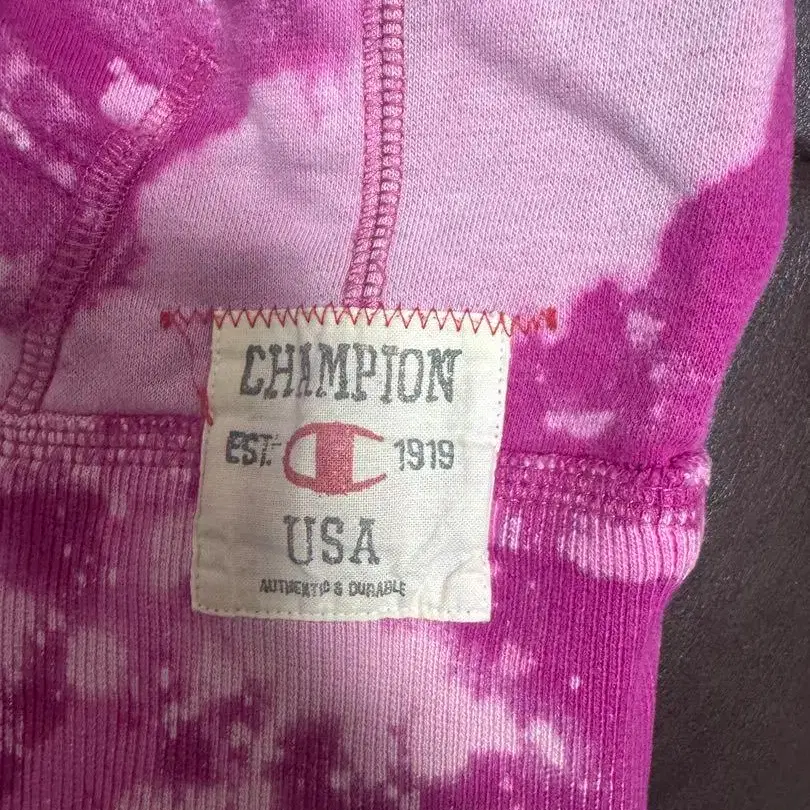 CHAMPION
EST. 1919
USA
AUTHENTIC & DURABLE